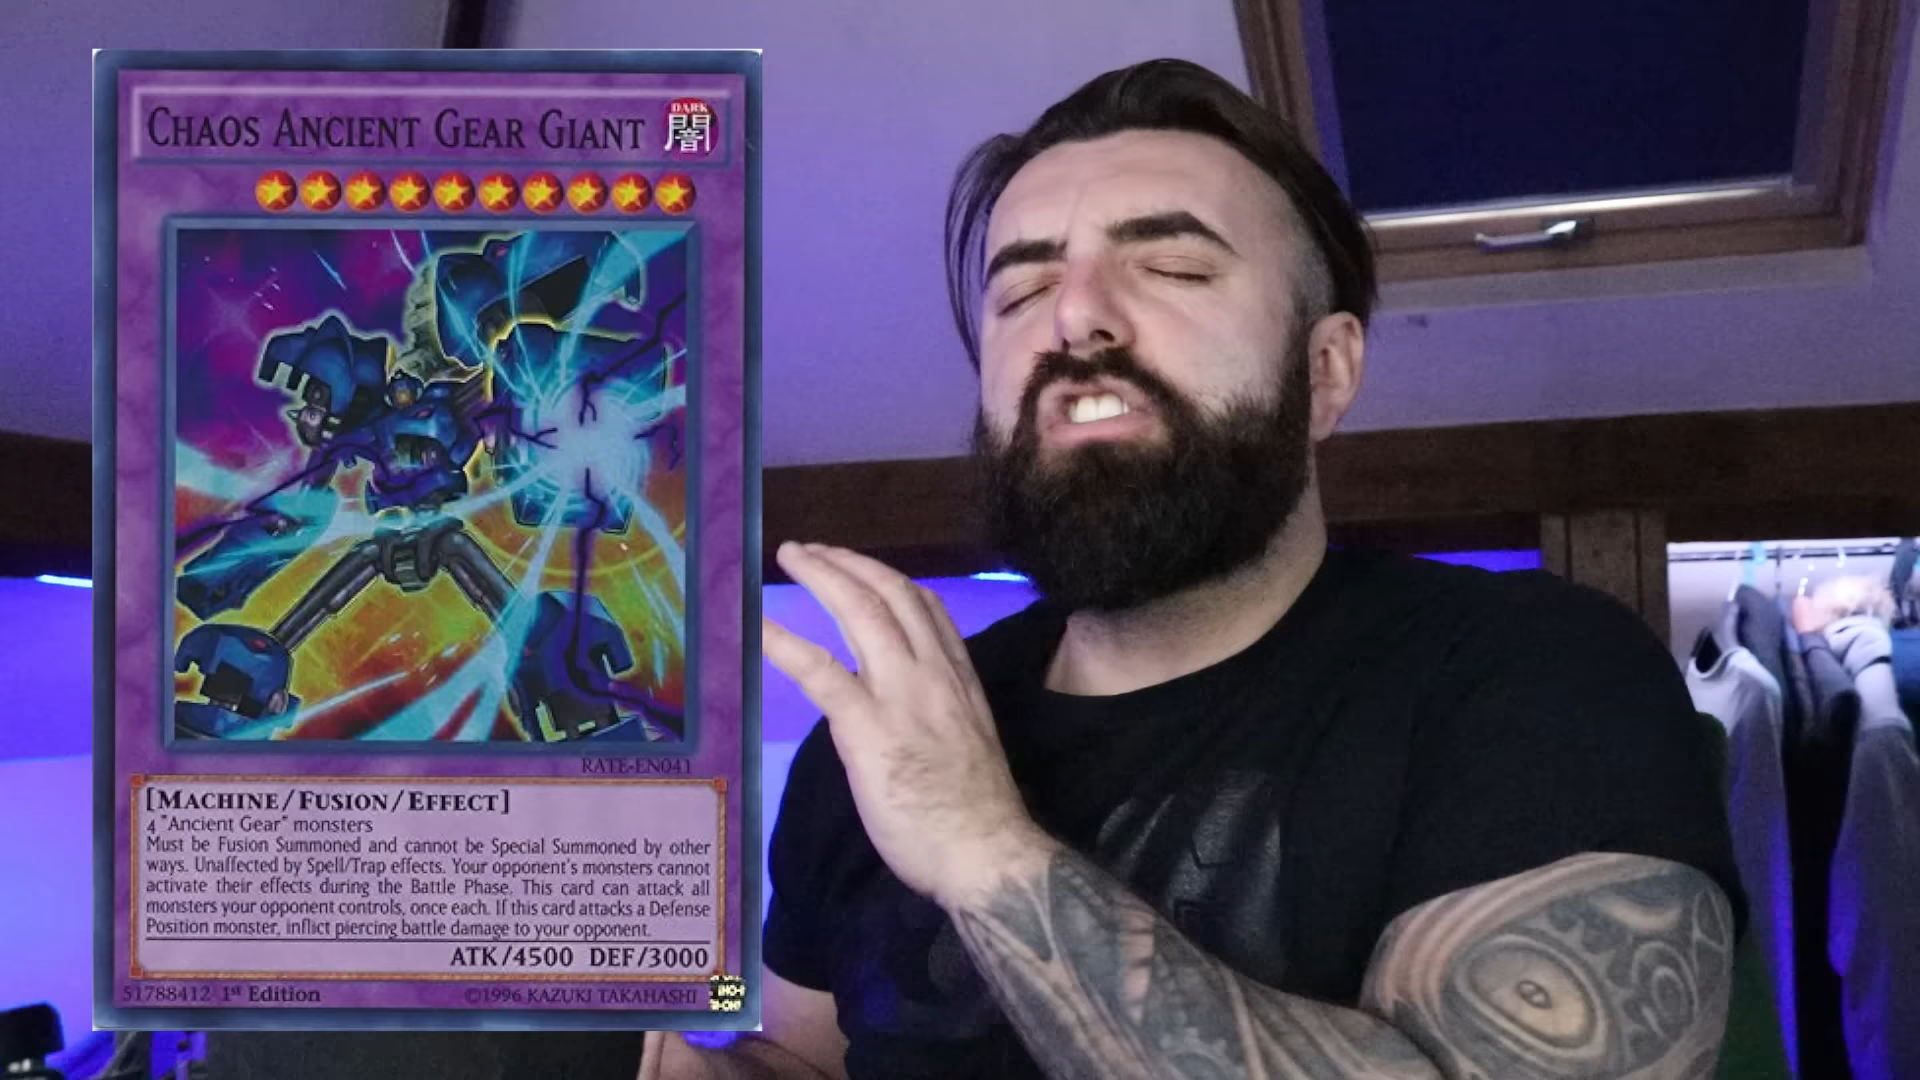 CHAOS ANCIENT GEAR GIANT
DARK
闇
RATE-EN041
[MACHINE/FUSION/EFFECT]
4 "Ancient Gear" monsters
Must be Fusion Summoned and cannot be Special Summoned by other
ways. Unaffected by Spell/Trap effects. Your opponent's monsters cannot
activate their effects during the Battle Phase. This card can attack all
monsters your opponent controls, once each. If this card attacks a Defense
Position monster, inflict piercing battle damage to your opponent.
ATK/4500 DEF/3000
51788412 1st Edition
©1996 KAZUKI TAKAHASHI